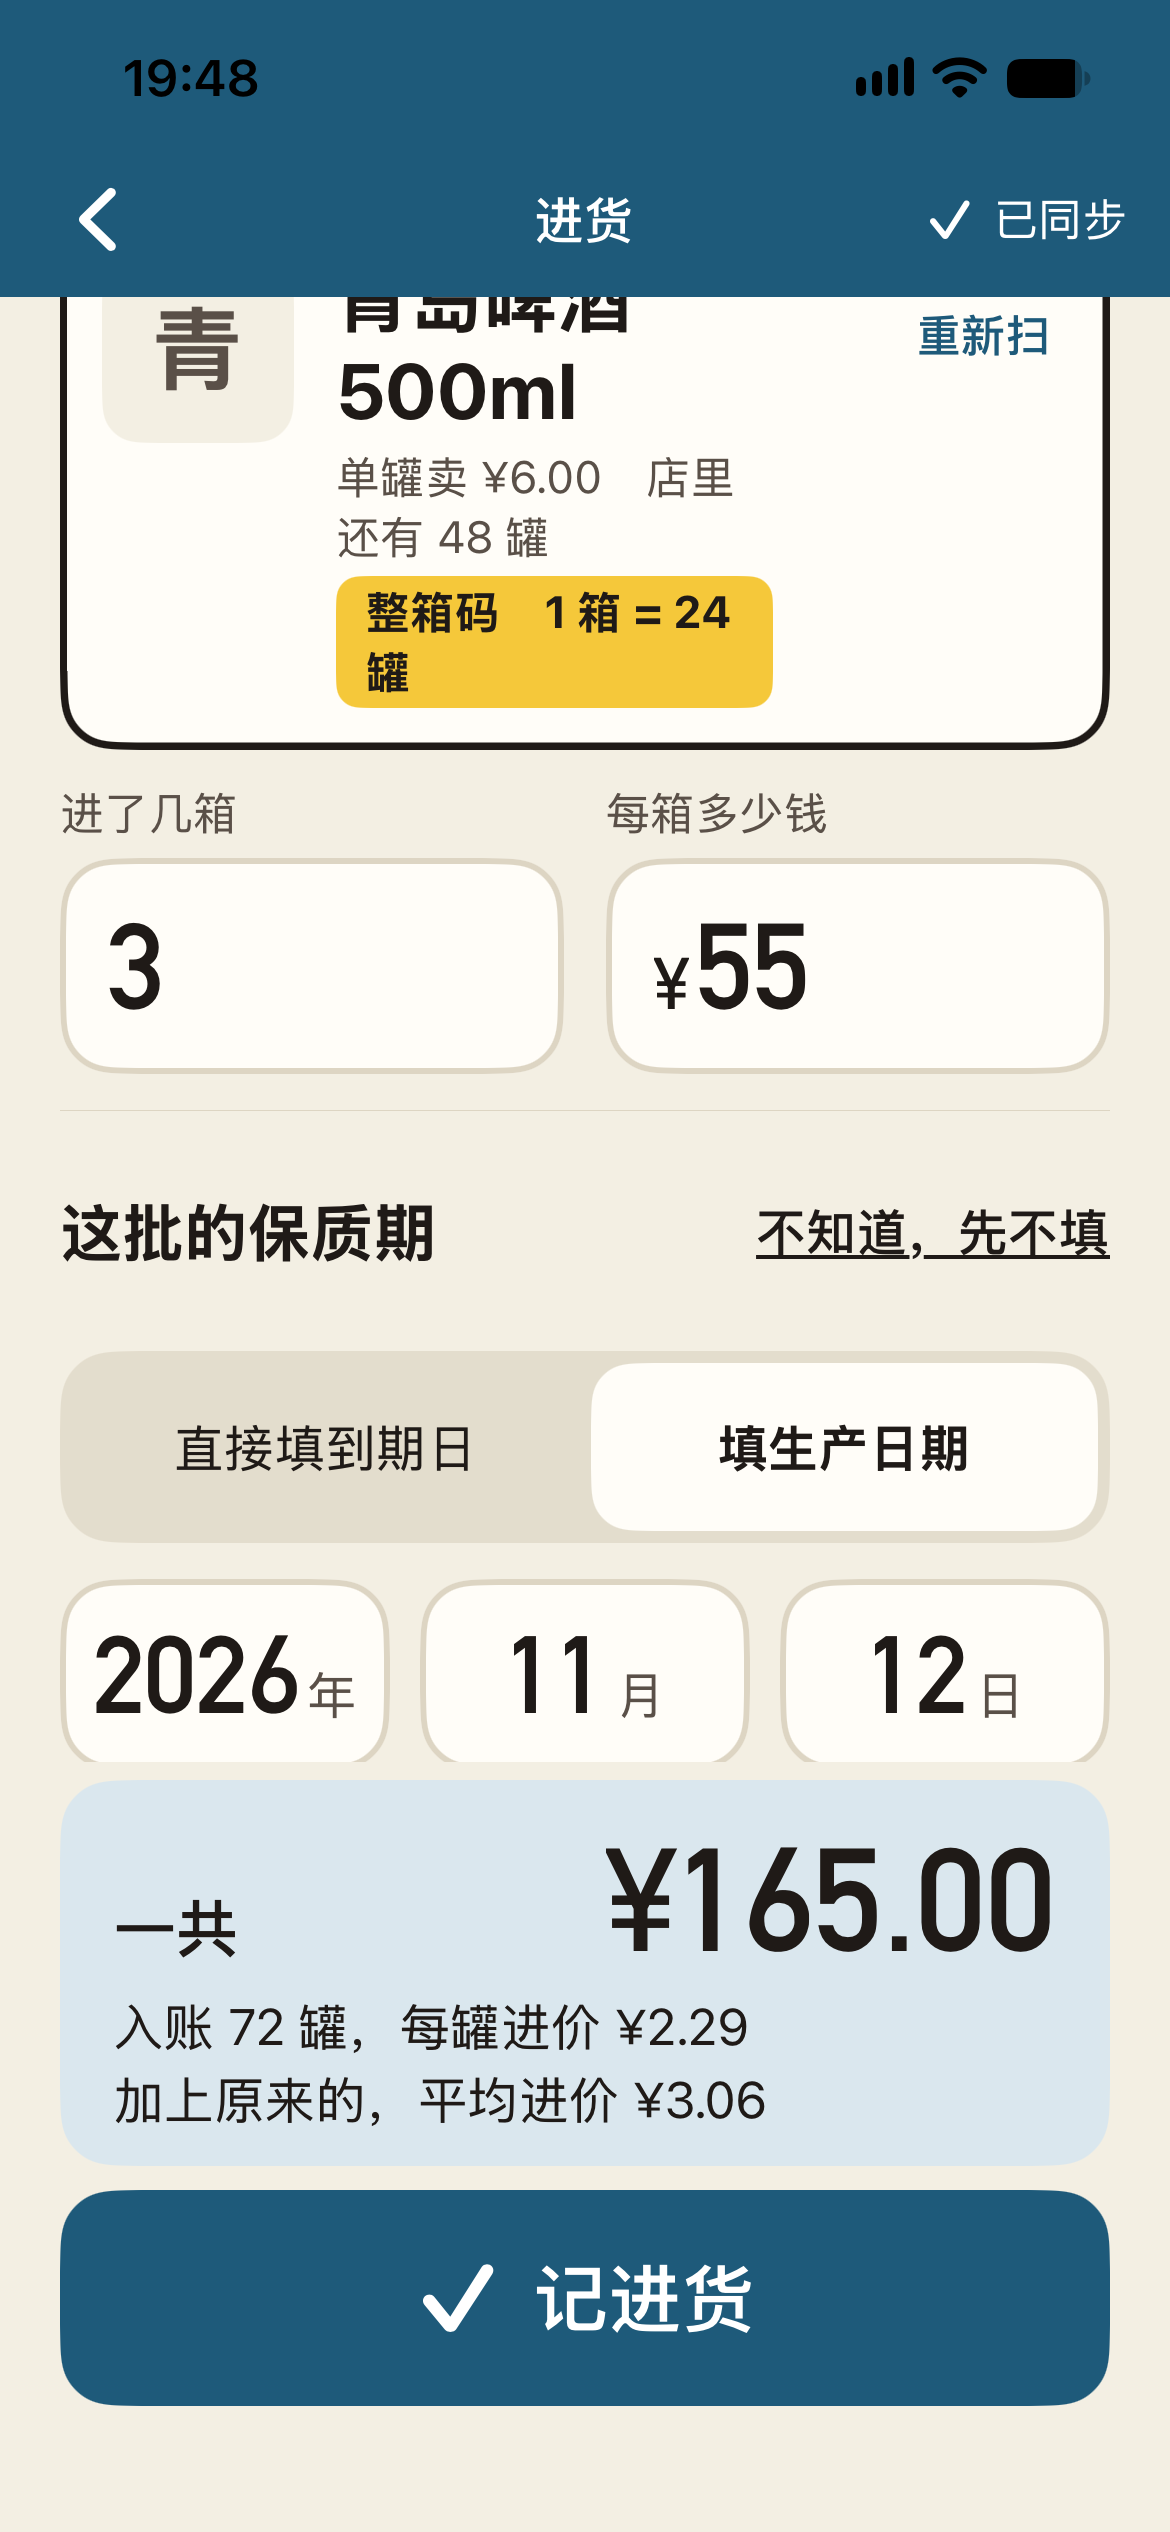 19:48
进货
已同步
青
青岛啤酒
500ml
重新扫
单罐卖 ¥6.00　店里
还有 48 罐
整箱码　1 箱 = 24
罐
进了几箱
每箱多少钱
3
¥55
这批的保质期
不知道，先不填
直接填到期日
填生产日期
2026年
11月
12日
一共
¥165.00
入账 72 罐，每罐进价 ¥2.29
加上原来的，平均进价 ¥3.06
记进货